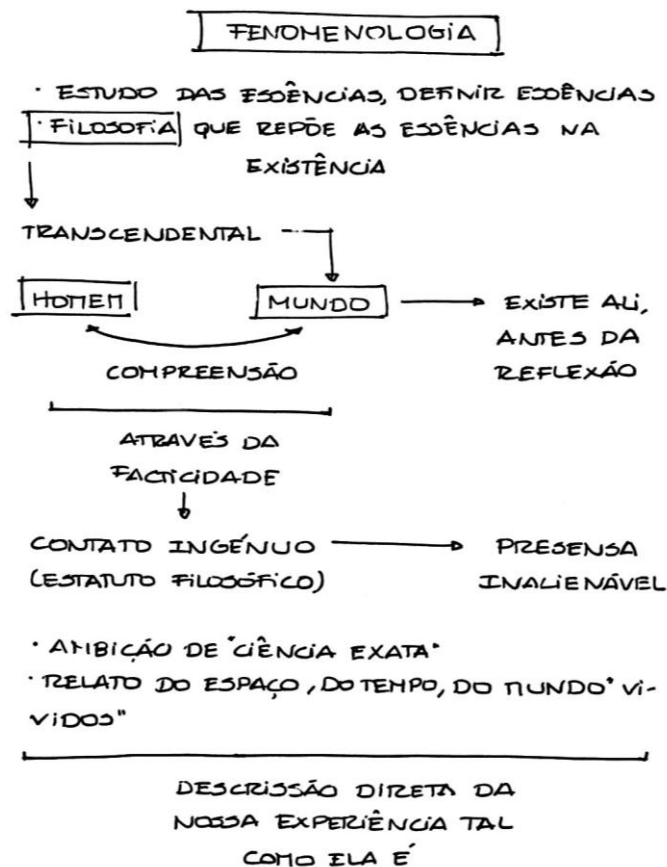 FENOMENOLOGIA
· ESTUDO DAS ESSÊNCIAS, DEFINIR ESSÊNCIAS
· FILOSOFIA QUE REPÕE AS ESSÊNCIAS NA
EXISTÊNCIA
TRANSCENDENTAL
HOMEM MUNDO EXISTE ALI,
ANTES DA
COMPREENSÃO REFLEXÃO
ATRAVÉS DA
FACTICIDADE
CONTATO INGÉNUO PRESENSA
(ESTATUTO FILOSÓFICO) INALIENÁVEL
· AMBIÇÃO DE "CIÊNCIA EXATA"
· RELATO DO ESPAÇO, DO TEMPO, DO MUNDO "VI-
VIDOS"
DESCRISSÃO DIRETA DA
NOSSA EXPERIÊNCIA TAL
COMO ELA É